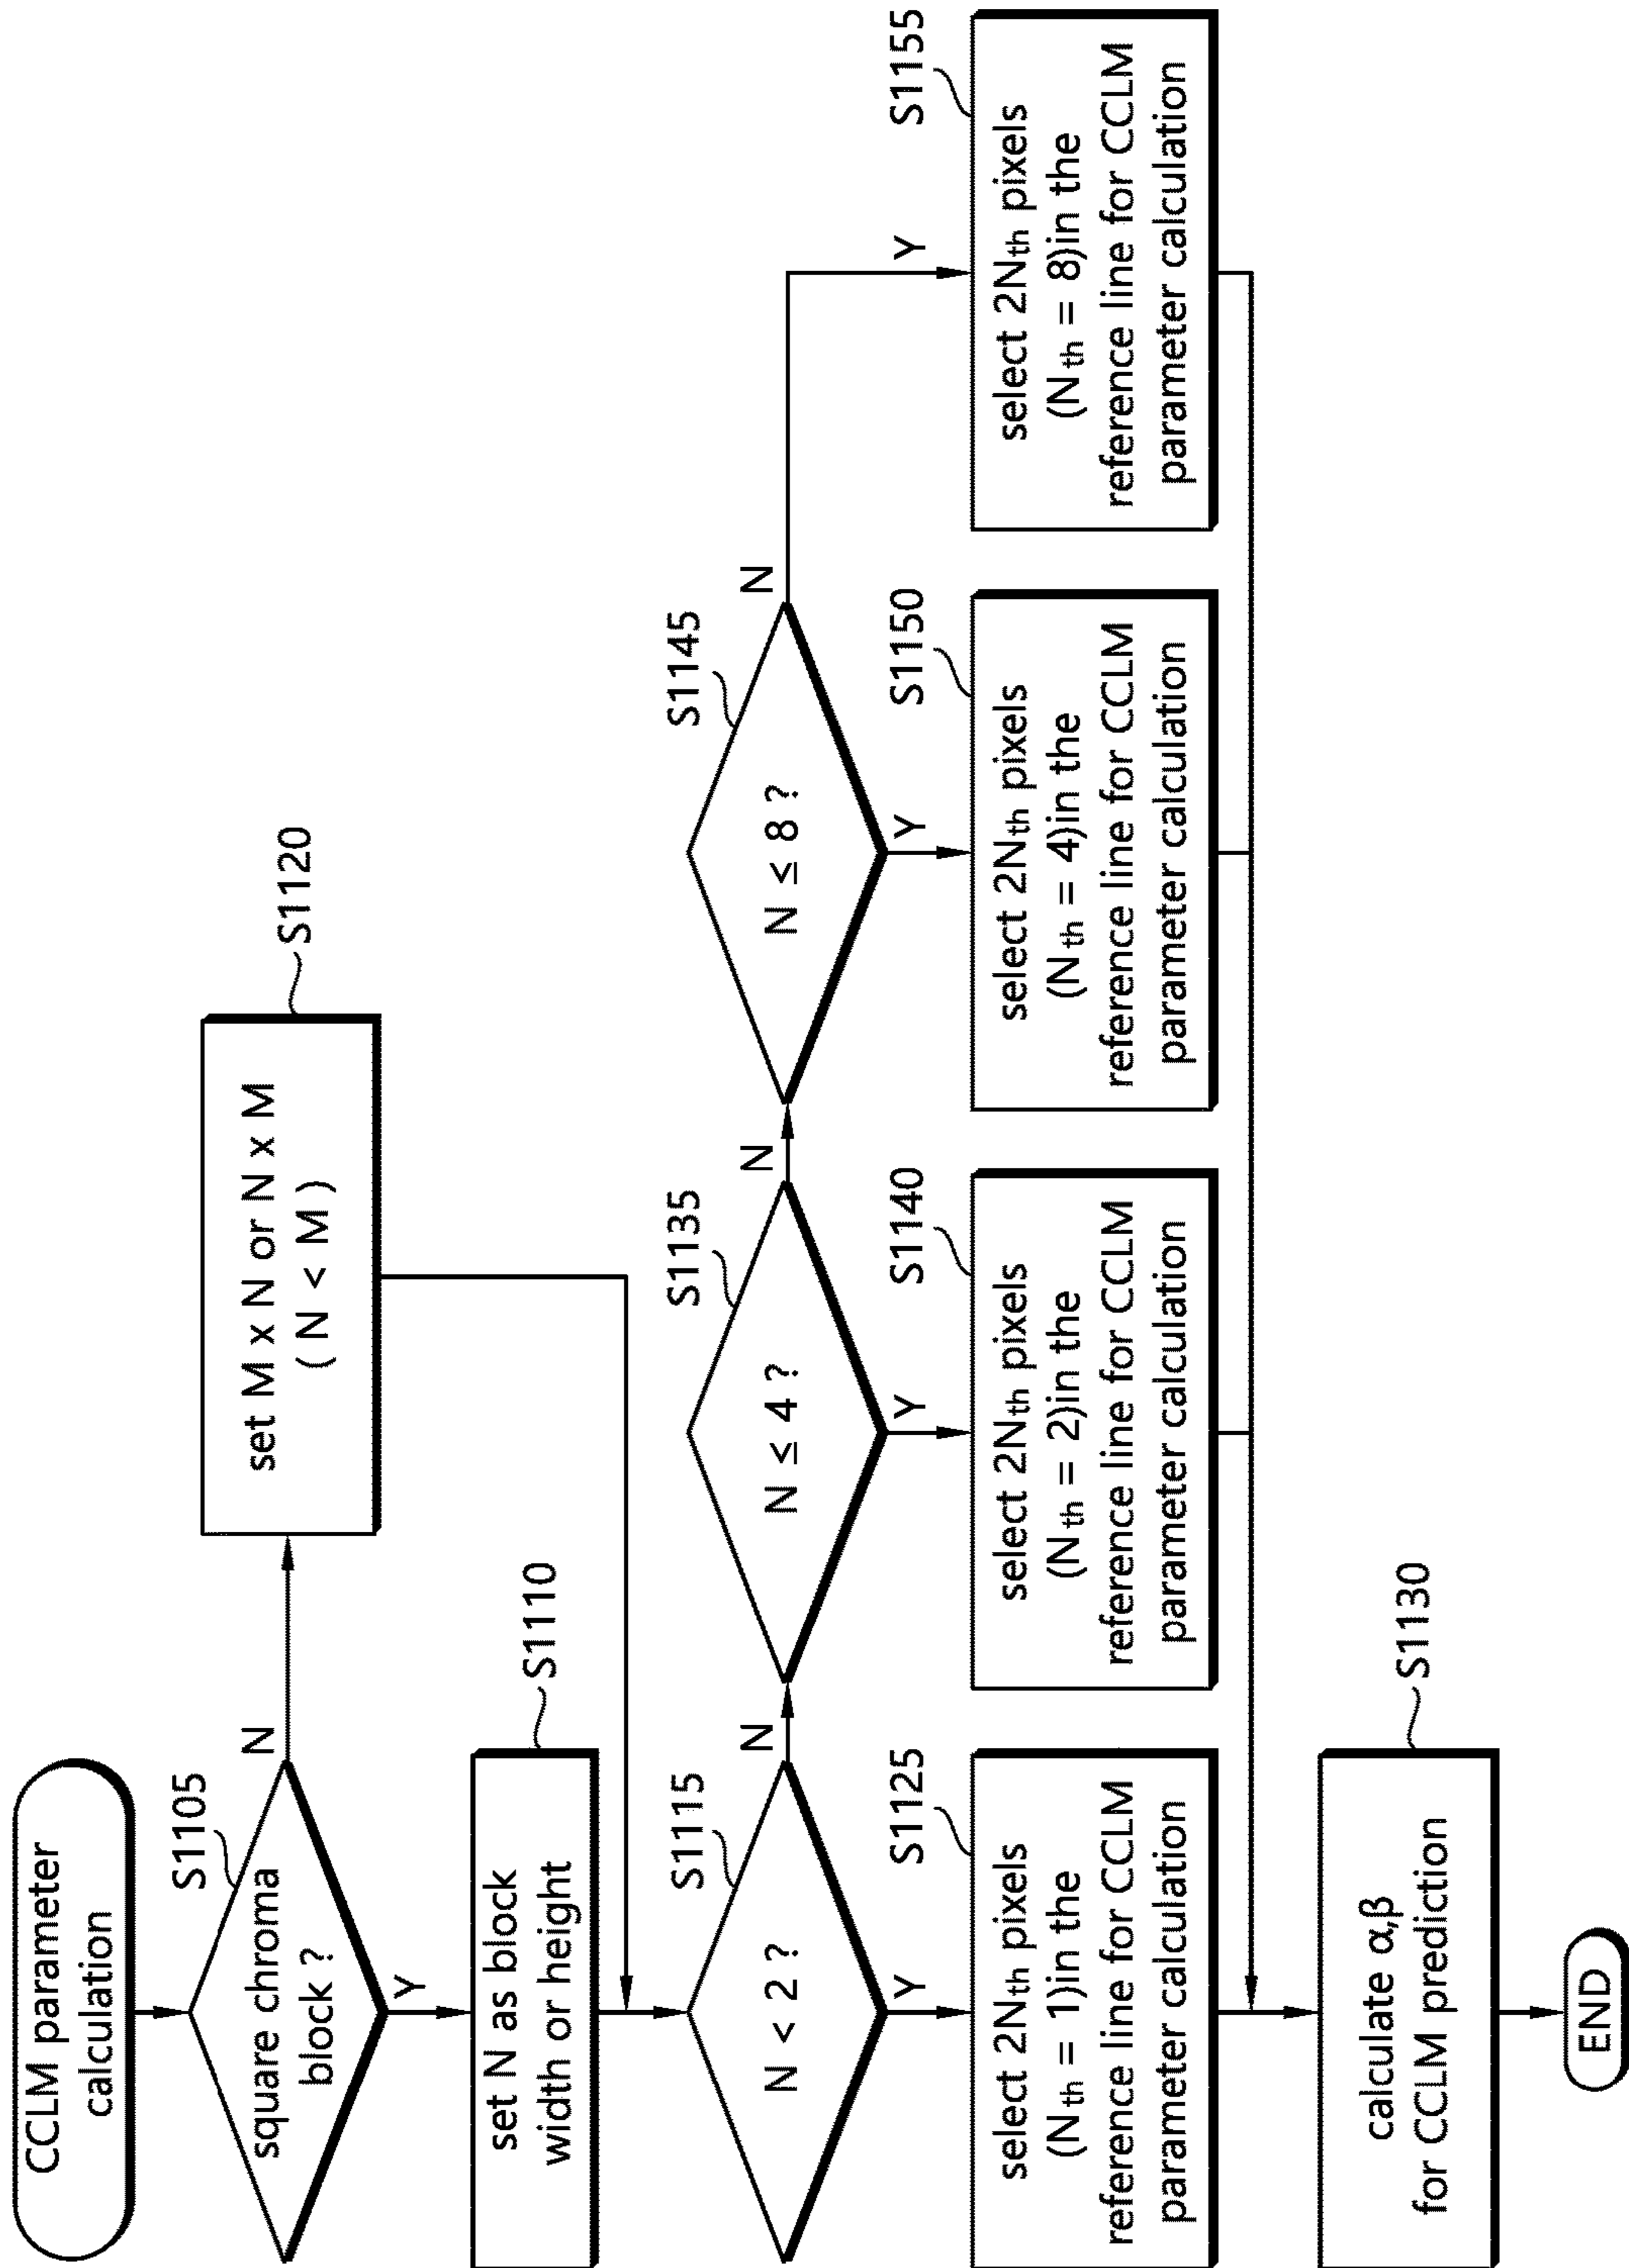 CCLM parameter
calculation
S1105
square chroma
block ?
N
Y
S1120
set M x N or N x M
( N < M )
S1110
set N as block
width or height
S1115
N < 2 ?
N
Y
S1135
N ≤ 4 ?
N
Y
S1145
N ≤ 8 ?
N
Y
Y
S1125
select 2Nth pixels
(Nth = 1)in the
reference line for CCLM
parameter calculation
S1140
select 2Nth pixels
(Nth = 2)in the
reference line for CCLM
parameter calculation
S1150
select 2Nth pixels
(Nth = 4)in the
reference line for CCLM
parameter calculation
S1155
select 2Nth pixels
(Nth = 8)in the
reference line for CCLM
parameter calculation
S1130
calculate α,β
for CCLM prediction
END